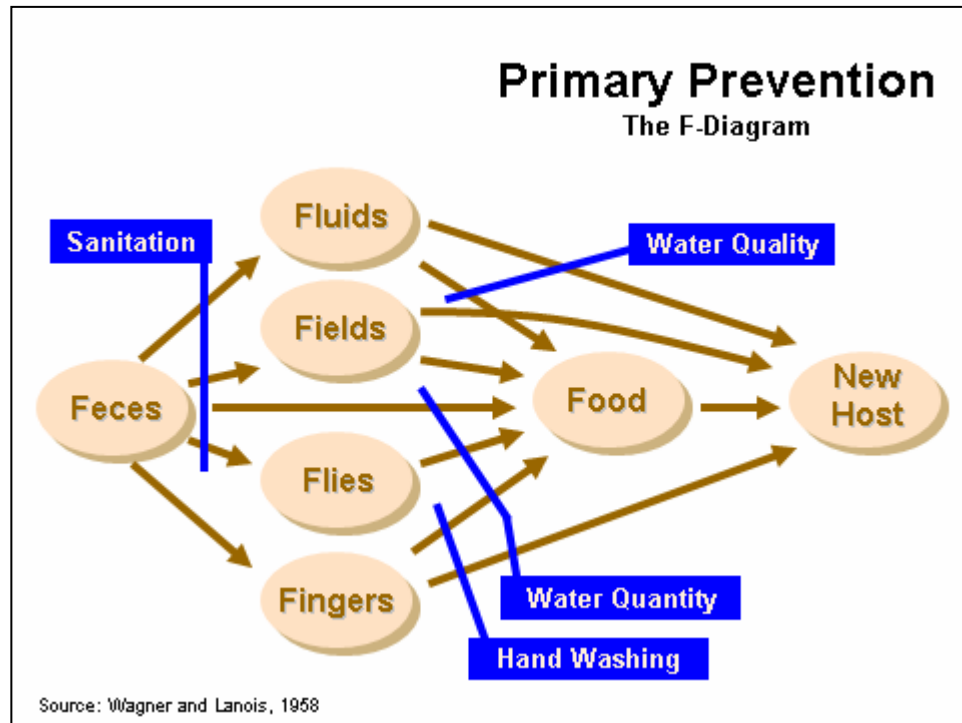 Primary Prevention
The F-Diagram
Fluids
Sanitation
Water Quality
Fields
Feces
Food
New
Host
Flies
Fingers
Water Quantity
Hand Washing
Source: Wagner and Lanois, 1958